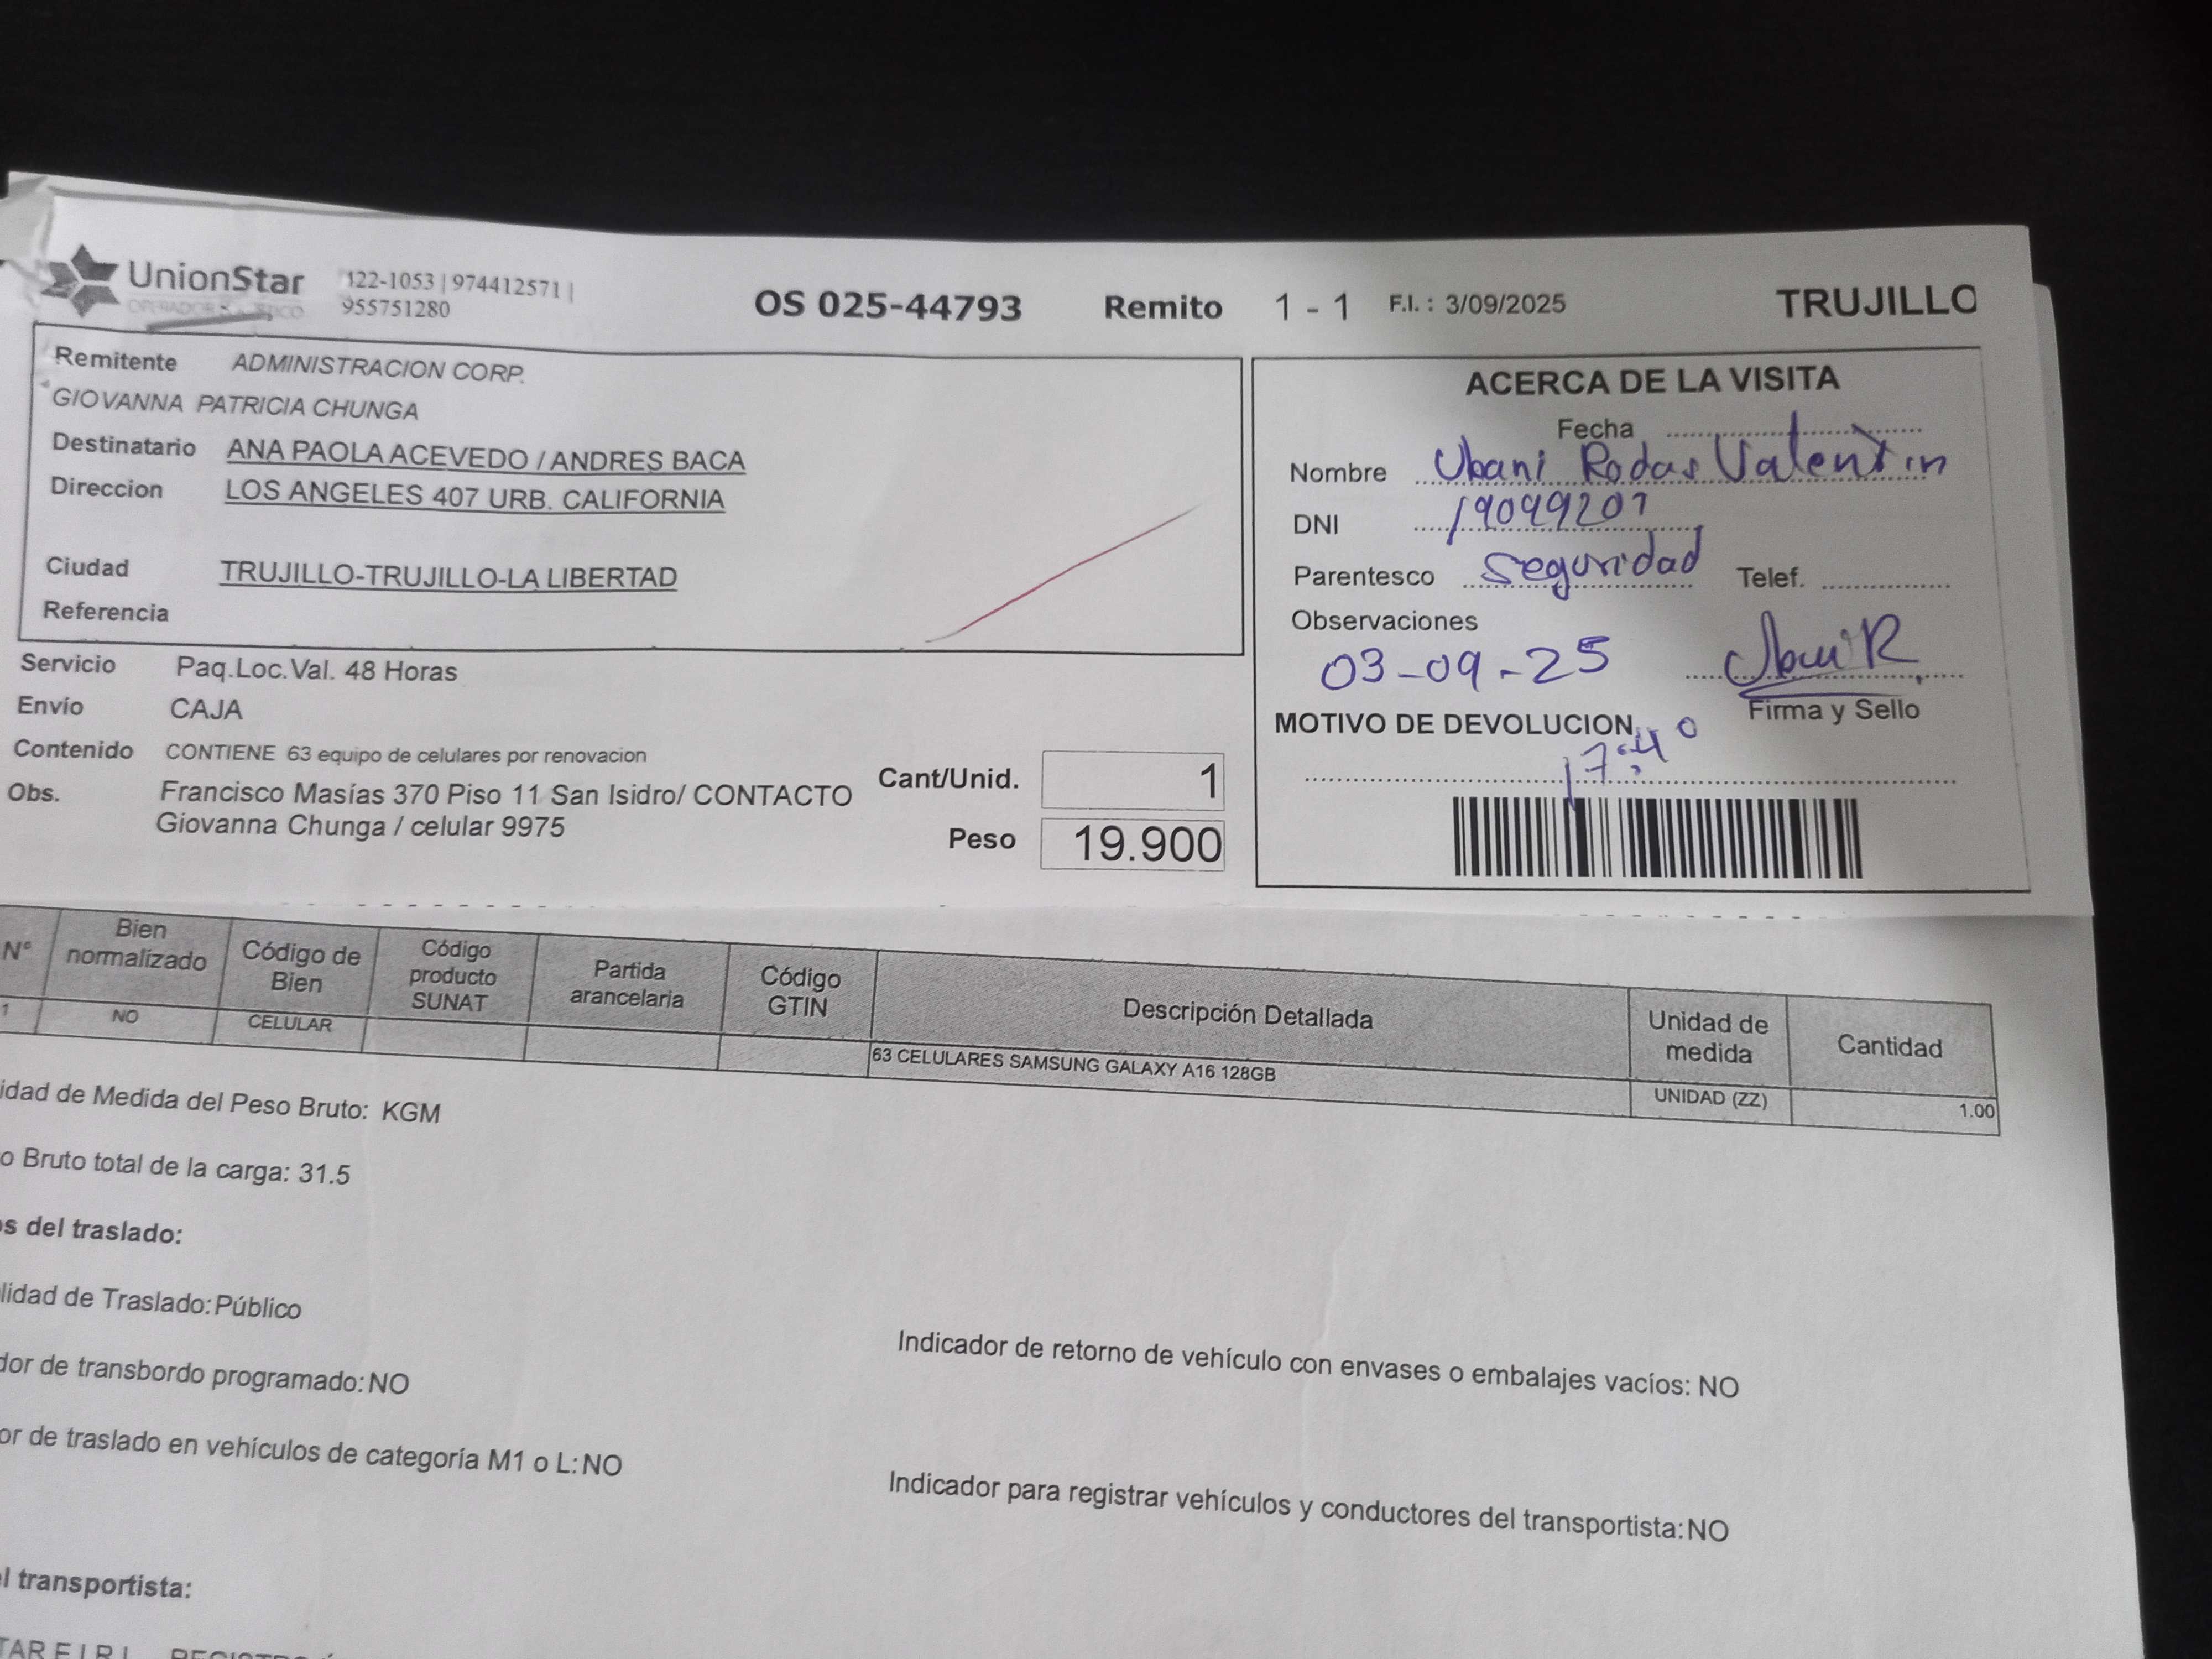 UnionStar
122-1053 | 974412571 |
955751280
OS 025-44793 Remito 1 - 1 F.I. : 3/09/2025 TRUJILLO
Remitente ADMINISTRACION CORP.
GIOVANNA PATRICIA CHUNGA
Destinatario ANA PAOLA ACEVEDO / ANDRES BACA
Direccion LOS ANGELES 407 URB. CALIFORNIA
Ciudad TRUJILLO-TRUJILLO-LA LIBERTAD
Referencia
Servicio Paq.Loc.Val. 48 Horas
Envío CAJA
Contenido CONTIENE 63 equipo de celulares por renovacion
Obs. Francisco Masías 370 Piso 11 San Isidro/ CONTACTO
Giovanna Chunga / celular 9975
Cant/Unid. 1
Peso 19.900
ACERCA DE LA VISITA
Fecha
Nombre Ubani Rodas Valentin
DNI 19099207
Parentesco seguridad Telef.
Observaciones
03-09-25
Firma y Sello
MOTIVO DE DEVOLUCION
17:40
N° Bien normalizado Código de Bien Código producto SUNAT Partida arancelaria Código GTIN Descripción Detallada Unidad de medida Cantidad
1 NO CELULAR 63 CELULARES SAMSUNG GALAXY A16 128GB UNIDAD (ZZ) 1.00
idad de Medida del Peso Bruto: KGM
o Bruto total de la carga: 31.5
os del traslado:
lidad de Traslado: Público
dor de transbordo programado: NO
Indicador de retorno de vehículo con envases o embalajes vacíos: NO
or de traslado en vehículos de categoría M1 o L: NO
Indicador para registrar vehículos y conductores del transportista: NO
l transportista: